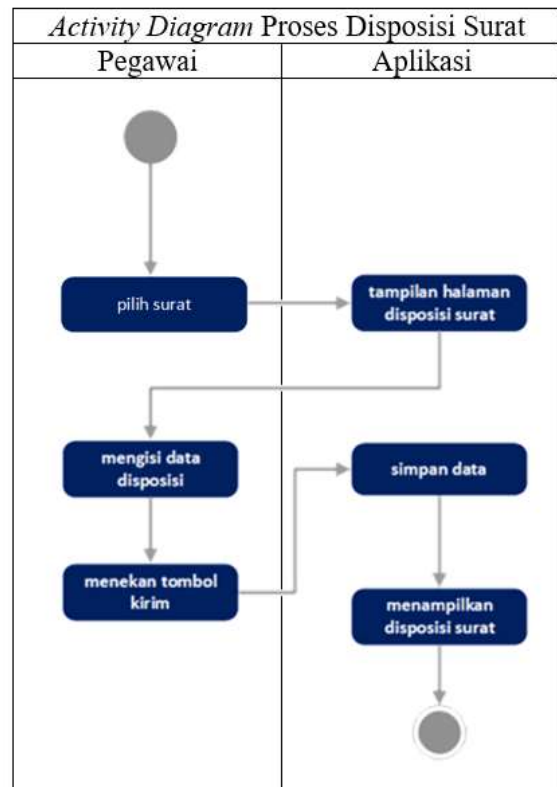 Activity Diagram Proses Disposisi Surat
Pegawai
Aplikasi
pilih surat
tampilan halaman
disposisi surat
mengisi data
disposisi
simpan data
menekan tombol
kirim
menampilkan
disposisi surat